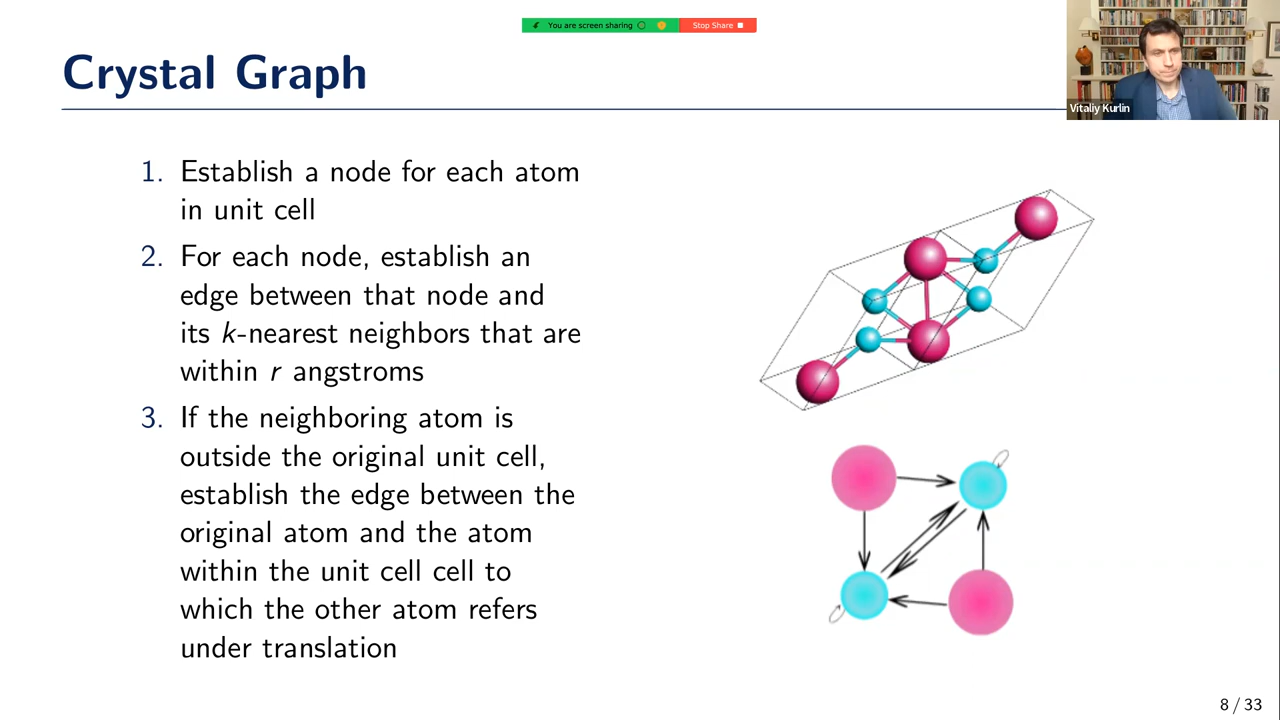 You are screen sharing
Stop Share
Crystal Graph
Vitaliy Kurlin
1. Establish a node for each atom
in unit cell
2. For each node, establish an
edge between that node and
its k-nearest neighbors that are
within r angstroms
3. If the neighboring atom is
outside the original unit cell,
establish the edge between the
original atom and the atom
within the unit cell cell to
which the other atom refers
under translation
8 / 33